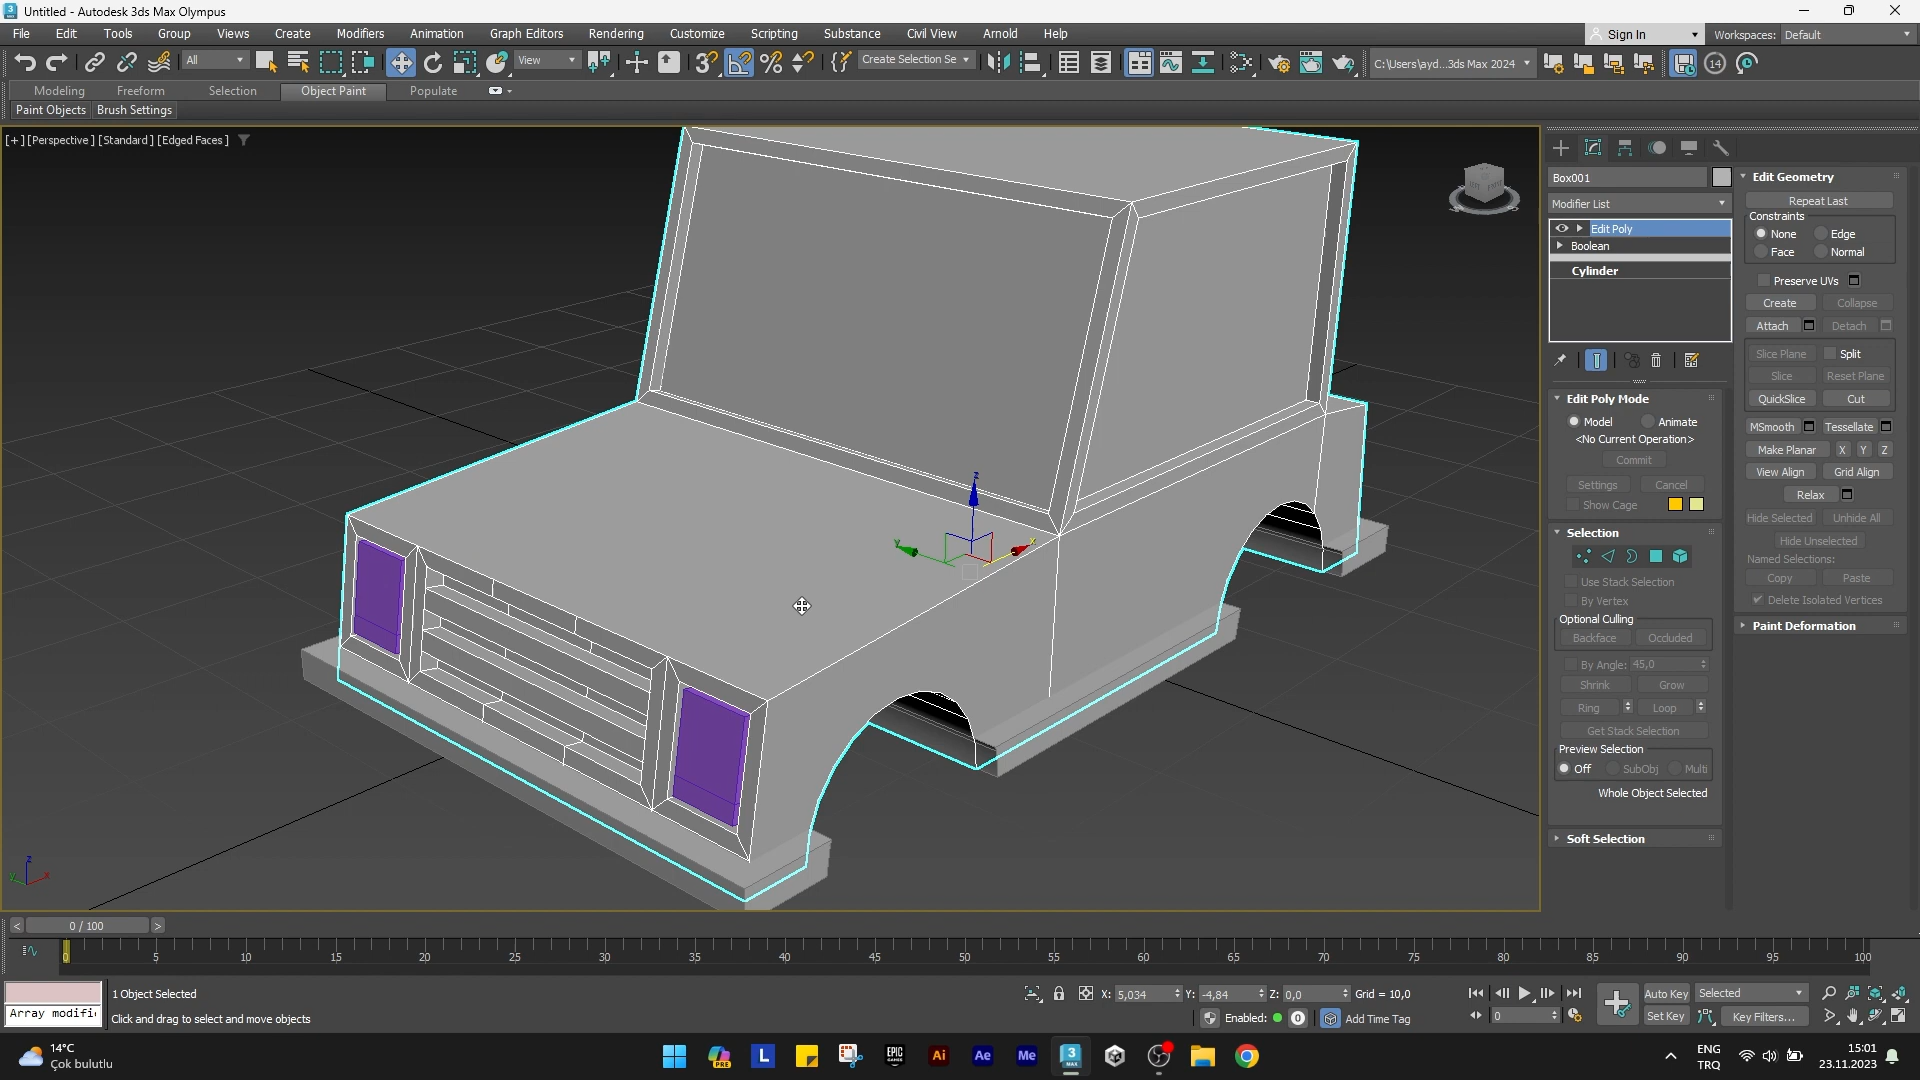 Untitled - Autodesk 3ds Max Olympus
File Edit Tools Group Views Create Modifiers Animation Graph Editors Rendering Customize Scripting Substance Civil View Arnold Help
Sign In Workspaces: Default
All View Create Selection Se C:\Users\ayd...3ds Max 2024 14
Modeling Freeform Selection Object Paint Populate
Paint Objects Brush Settings
[+] [Perspective] [Standard] [Edged Faces]
Box001
Modifier List
Edit Poly
Boolean
Cylinder
Edit Poly Mode
Model Animate
<No Current Operation>
Commit
Settings Cancel
Show Cage
Selection
Use Stack Selection
By Vertex
Optional Culling
Backface Occluded
By Angle: 45,0
Shrink Grow
Ring Loop
Get Stack Selection
Preview Selection
Off SubObj Multi
Whole Object Selected
Soft Selection
Edit Geometry
Repeat Last
Constraints
None Edge
Face Normal
Preserve UVs
Create Collapse
Attach Detach
Slice Plane Split
Slice Reset Plane
QuickSlice Cut
MSmooth Tessellate
Make Planar X Y Z
View Align Grid Align
Relax
Hide Selected Unhide All
Hide Unselected
Named Selections:
Copy Paste
Delete Isolated Vertices
Paint Deformation
z
y x
z
y x
< 0 / 100 >
0 5 10 15 20 25 30 35 40 45 50 55 60 65 70 75 80 85 90 95 100
1 Object Selected
X: 5,034 Y: -4,84 Z: 0,0 Grid = 10,0
Auto Key Selected
Array modifi
Click and drag to select and move objects
Enabled: 0 Add Time Tag
0
Set Key Key Filters...
14°C
Çok bulutlu
PRE L EPIC GAMES Ai Ae Me 3 MAX
ENG
TRQ
15:01
23.11.2023